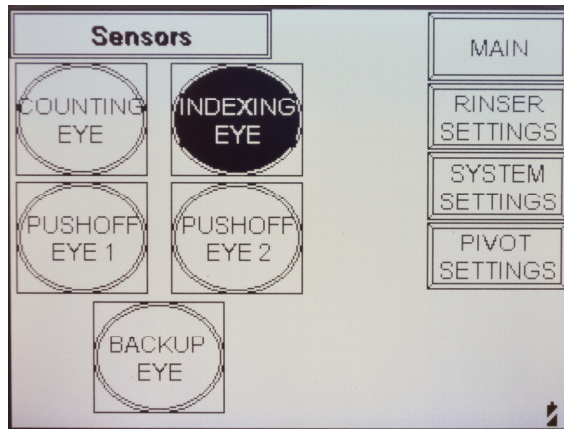 Sensors
MAIN
COUNTING
EYE
INDEXING
EYE
RINSER
SETTINGS
SYSTEM
SETTINGS
PUSHOFF
EYE 1
PUSHOFF
EYE 2
PIVOT
SETTINGS
BACKUP
EYE